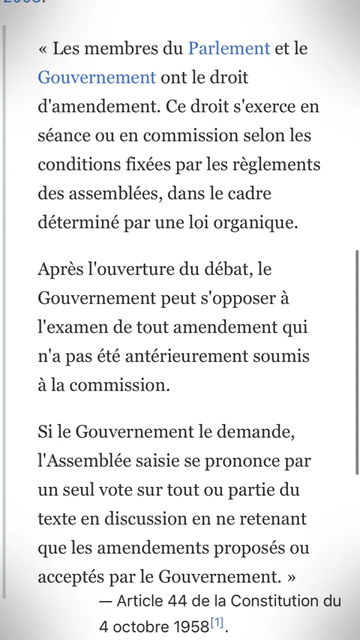 2008.
« Les membres du Parlement et le
Gouvernement ont le droit
d'amendement. Ce droit s'exerce en
séance ou en commission selon les
conditions fixées par les règlements
des assemblées, dans le cadre
déterminé par une loi organique.
Après l'ouverture du débat, le
Gouvernement peut s'opposer à
l'examen de tout amendement qui
n'a pas été antérieurement soumis
à la commission.
Si le Gouvernement le demande,
l'Assemblée saisie se prononce par
un seul vote sur tout ou partie du
texte en discussion en ne retenant
que les amendements proposés ou
acceptés par le Gouvernement. »
— Article 44 de la Constitution du
4 octobre 1958[1].